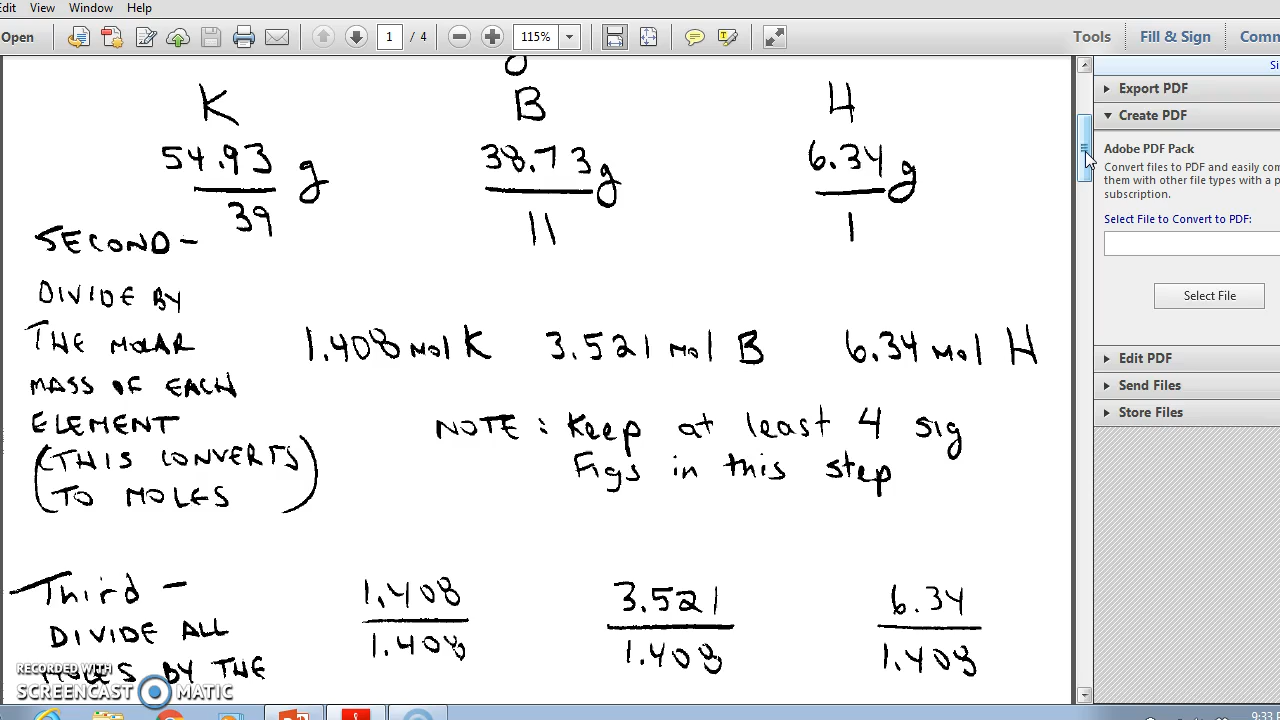 Edit View Window Help
Open 1 / 4 115% Tools Fill & Sign Comm
K B H
54.93 g 38.73 g 6.34 g
39 11 1
SECOND -
DIVIDE BY
THE MOLAR
MASS OF EACH
ELEMENT
(THIS CONVERTS
TO MOLES)
1.408 mol K 3.521 mol B 6.34 mol H
NOTE : Keep at least 4 sig
Figs in this step
Third -
DIVIDE ALL
MOLES BY THE
1.408 3.521 6.34
1.408 1.408 1.408
Si
Export PDF
Create PDF
Adobe PDF Pack
Convert files to PDF and easily
them with other file types with a
subscription.
Select File to Convert to PDF:
Select File
Edit PDF
Send Files
Store Files
RECORDED WITH
SCREENCAST MATIC
9:33